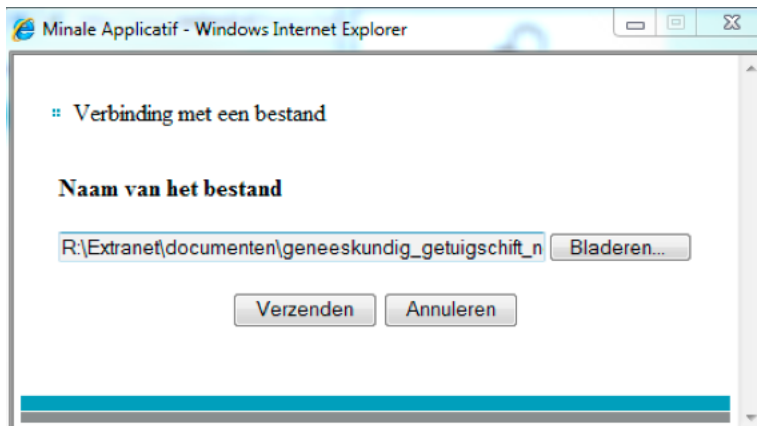 Minale Applicatif - Windows Internet Explorer
Verbinding met een bestand
Naam van het bestand
R:\Extranet\documenten\geneeskundig_getuigschift_n Bladeren...
Verzenden Annuleren